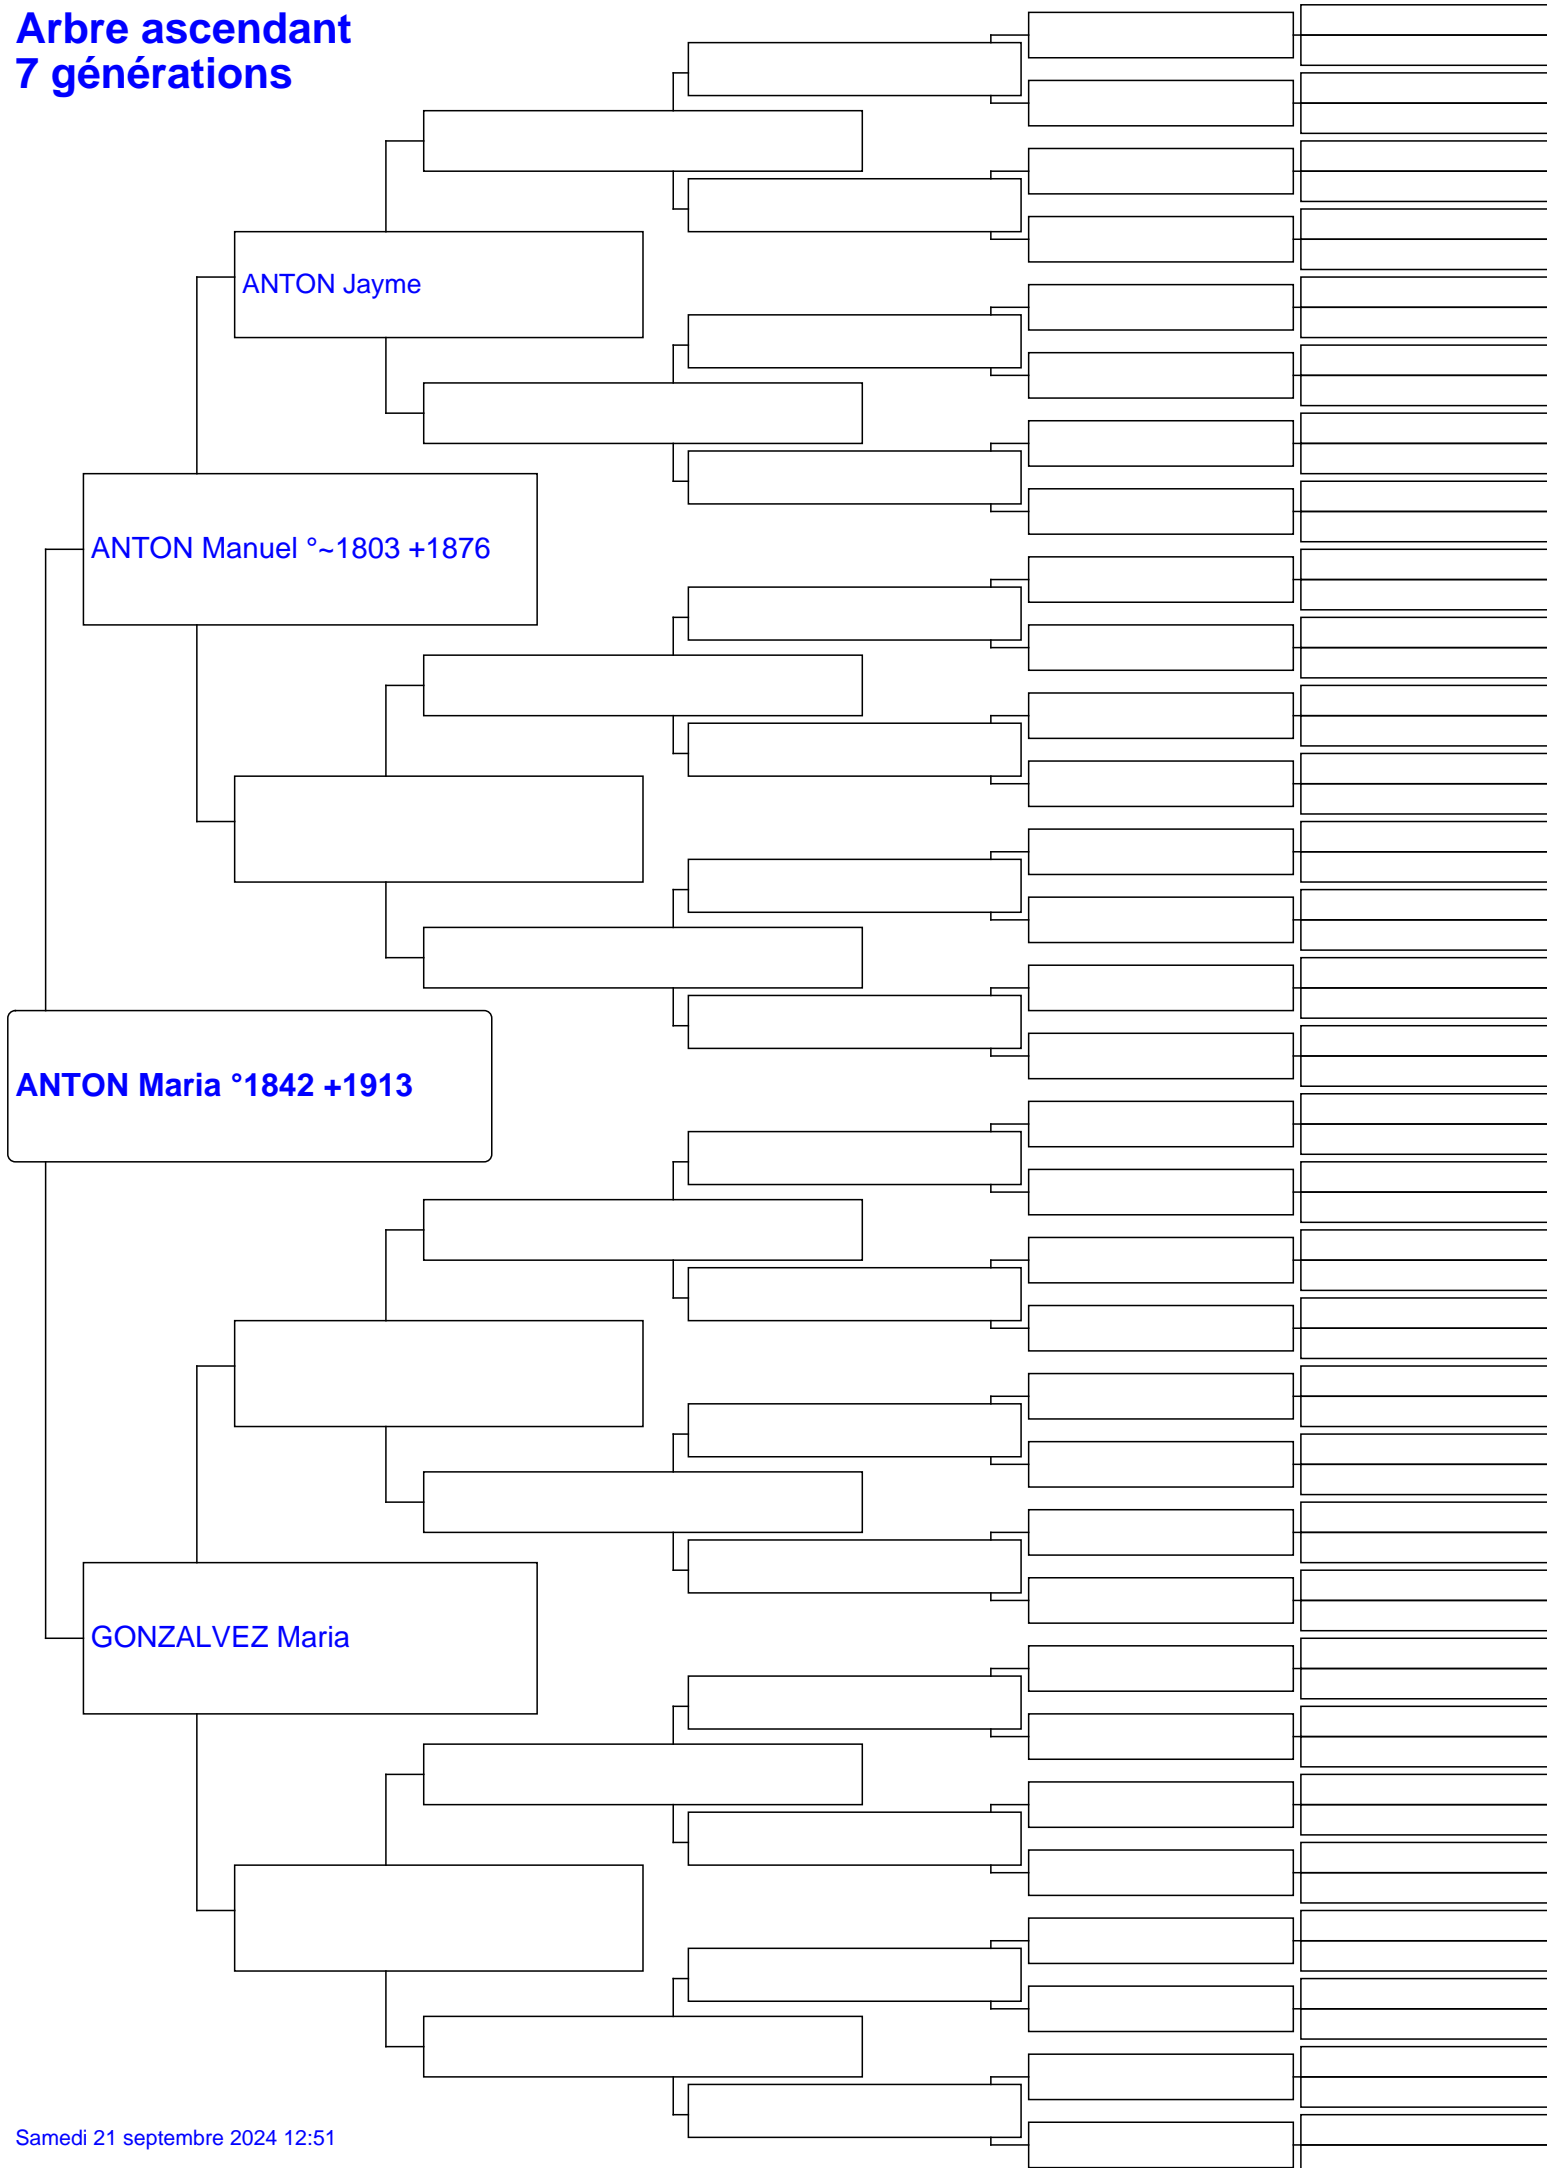 Arbre ascendant
7 générations
ANTON Jayme
ANTON Manuel °~1803 +1876
ANTON Maria °1842 +1913
GONZALVEZ Maria
Samedi 21 septembre 2024 12:51